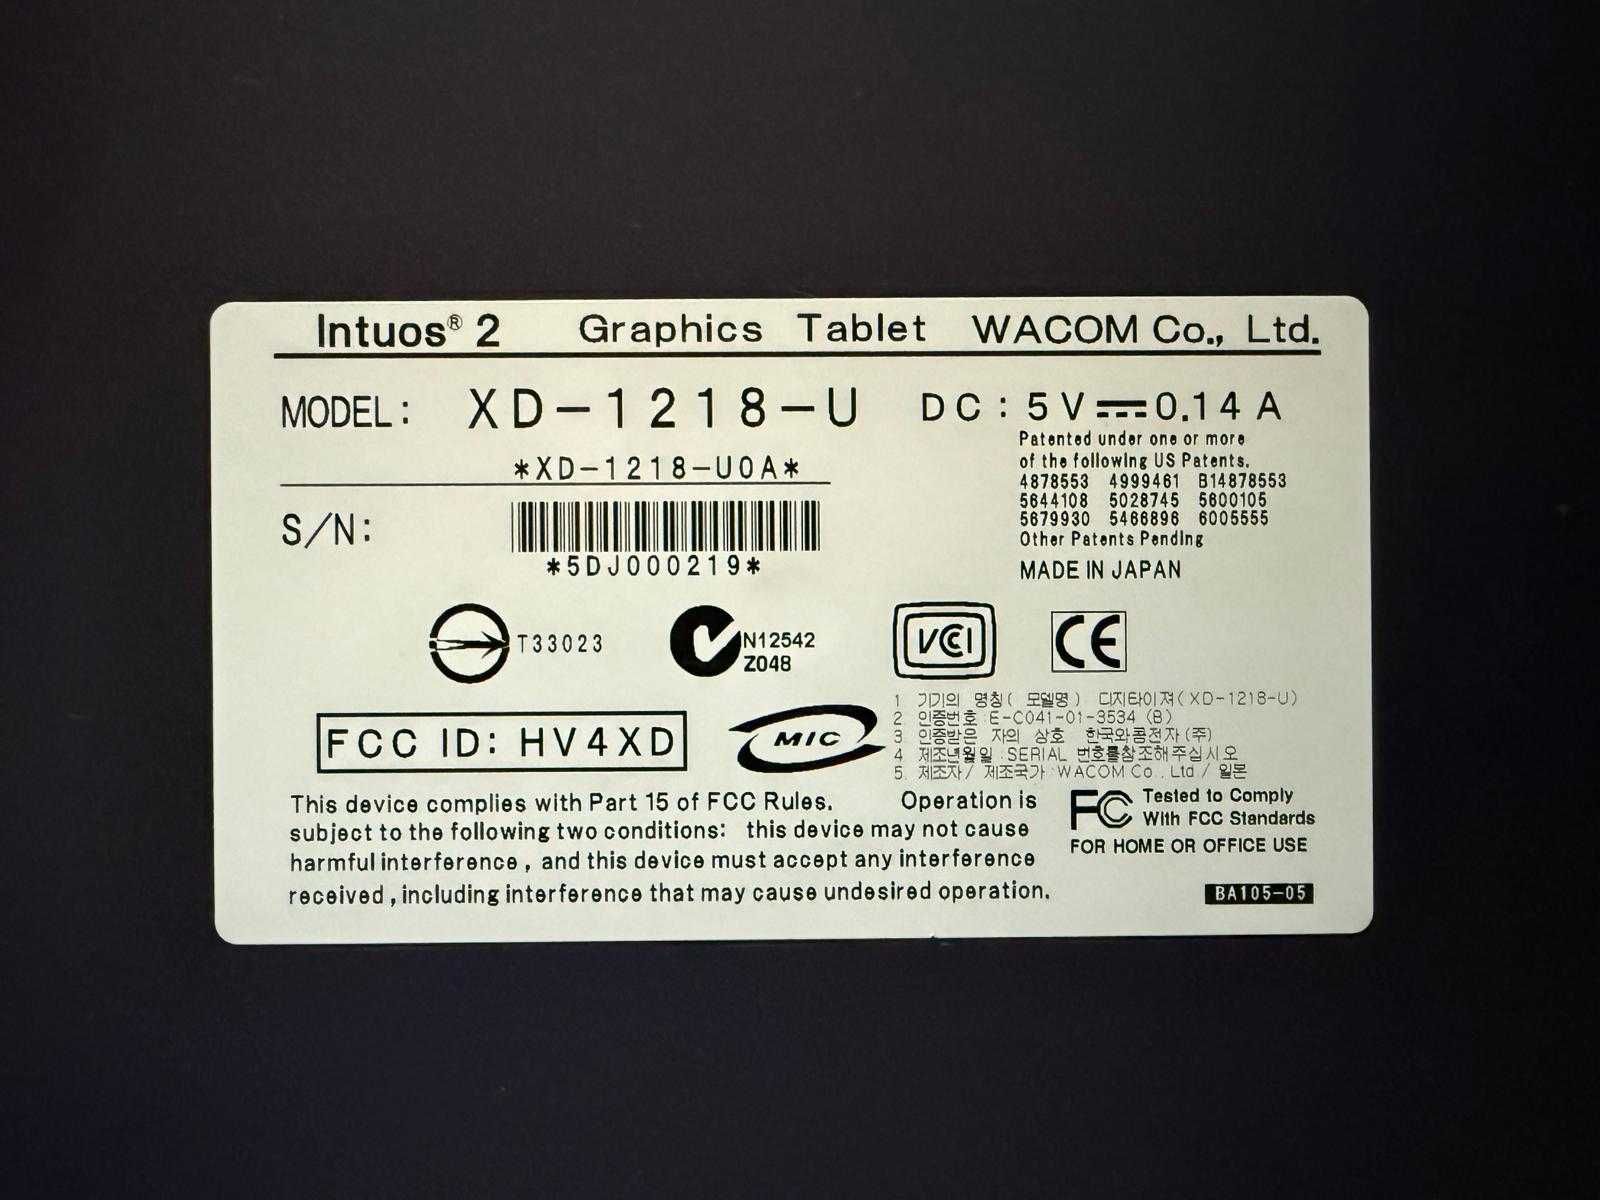 Intuos® 2 Graphics Tablet WACOM Co., Ltd.
MODEL: XD-1218-U DC: 5V⎓0.14A
*XD-1218-U0A*
Patented under one or more
of the following US Patents.
4878553 4999461 B14878553
5644108 5028745 5600105
5679930 5466896 6005555
Other Patents Pending
MADE IN JAPAN
S/N:
*5DJ000219*
T33023
N12542
Z048
VCI
CE
FCC ID: HV4XD
MIC
1 기기의 명칭( 모델명 ) 디지타이져(XD-1218-U)
2 인증번호 :E-C041-01-3534 (B)
3 인증받은 자의 상호 한국와콤전자(주)
4 제조년월일 :SERIAL 번호를참조해주십시오
5. 제조자/ 제조국가 :WACOM Co., Ltd / 일본
This device complies with Part 15 of FCC Rules. Operation is
subject to the following two conditions: this device may not cause
harmful interference, and this device must accept any interference
received, including interference that may cause undesired operation.
FC Tested to Comply
With FCC Standards
FOR HOME OR OFFICE USE
BA105-05